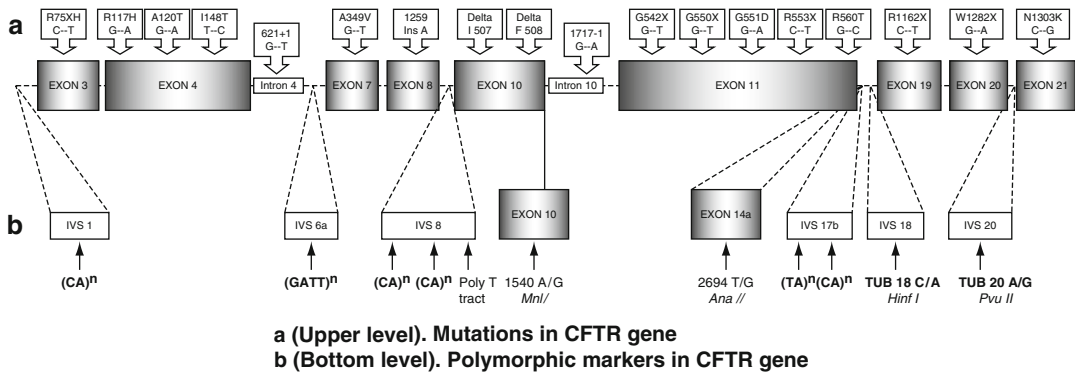 a
R75XH C--T
R117H G--A
A120T G--A
I148T T--C
621+1 G--T
A349V G--T
1259 Ins A
Delta I 507
Delta F 508
1717-1 G--A
G542X G--T
G550X G--T
G551D G--A
R553X C--T
R560T G--C
R1162X C--T
W1282X G--A
N1303K C--G
EXON 3
EXON 4
Intron 4
EXON 7
EXON 8
EXON 10
Intron 10
EXON 11
EXON 19
EXON 20
EXON 21
b
IVS 1
IVS 6a
IVS 8
EXON 10
EXON 14a
IVS 17b
IVS 18
IVS 20
(CA)n
(GATT)n
(CA)n
(CA)n
Poly T tract
1540 A/G
Mnl/
2694 T/G
Ana //
(TA)n(CA)n
TUB 18 C/A
Hinf I
TUB 20 A/G
Pvu II
a (Upper level). Mutations in CFTR gene
b (Bottom level). Polymorphic markers in CFTR gene